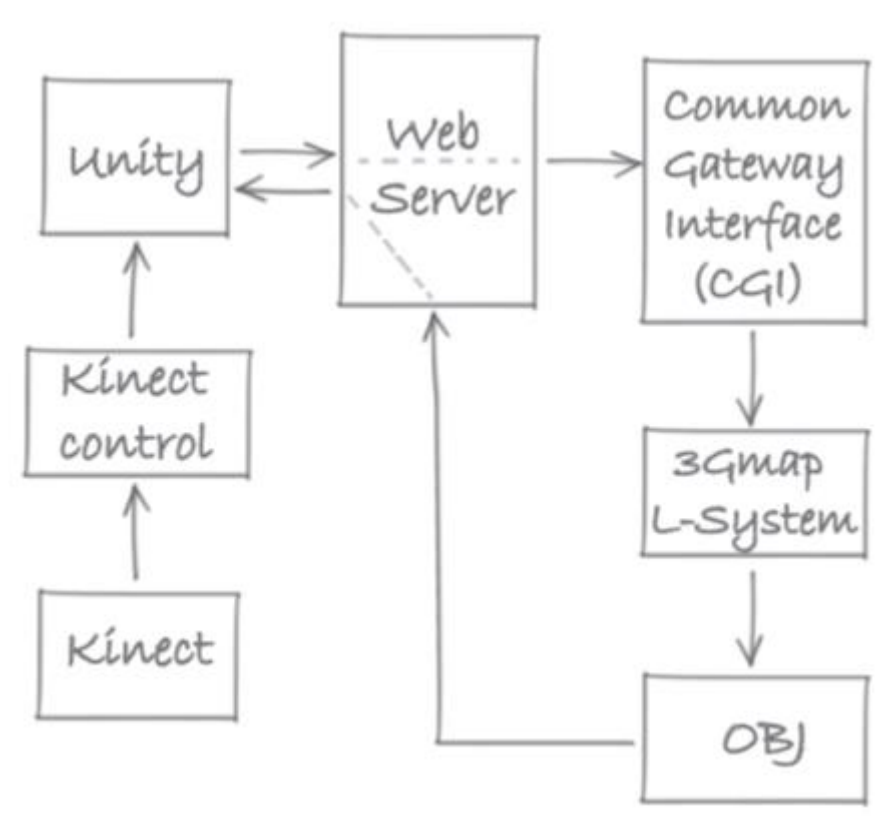 Unity
Web
Server
Common
Gateway
Interface
(CGI)
Kinect
control
3Gmap
L-System
Kinect
OBJ